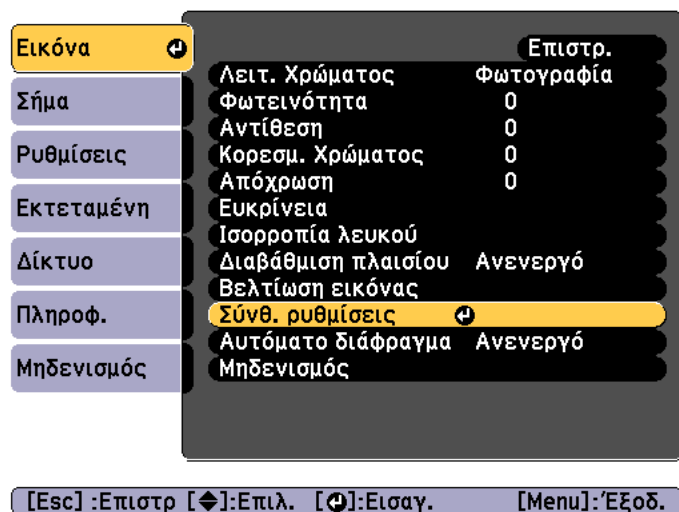 Εικόνα
Σήμα
Ρυθμίσεις
Εκτεταμένη
Δίκτυο
Πληροφ.
Μηδενισμός
Επιστρ.
Λειτ. Χρώματος Φωτογραφία
Φωτεινότητα 0
Αντίθεση 0
Κορεσμ. Χρώματος 0
Απόχρωση 0
Ευκρίνεια
Ισορροπία λευκού
Διαβάθμιση πλαισίου Ανενεργό
Βελτίωση εικόνας
Σύνθ. ρυθμίσεις
Αυτόματο διάφραγμα Ανενεργό
Μηδενισμός
[Esc] :Επιστρ [◆]:Επιλ. [⏎]:Εισαγ. [Menu]:Έξοδ.